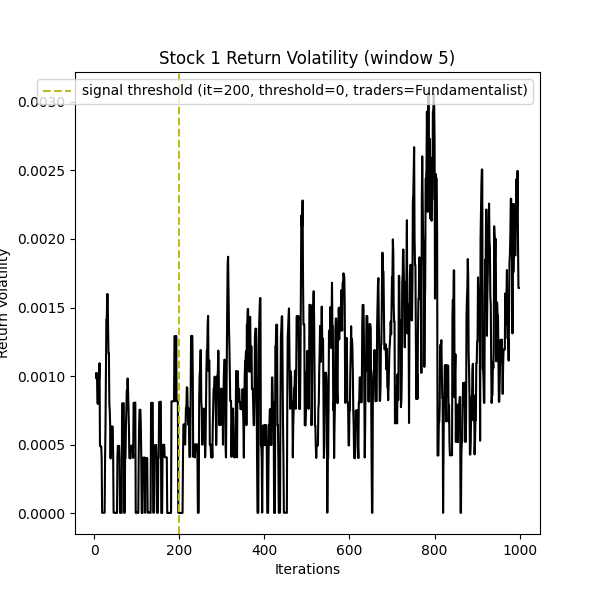 Stock 1 Return Volatility (window 5)
signal threshold (it=200, threshold=0, traders=Fundamentalist)
0.0030
0.0025
0.0020
0.0015
0.0010
0.0005
0.0000
Return Volatility
0 200 400 600 800 1000
Iterations